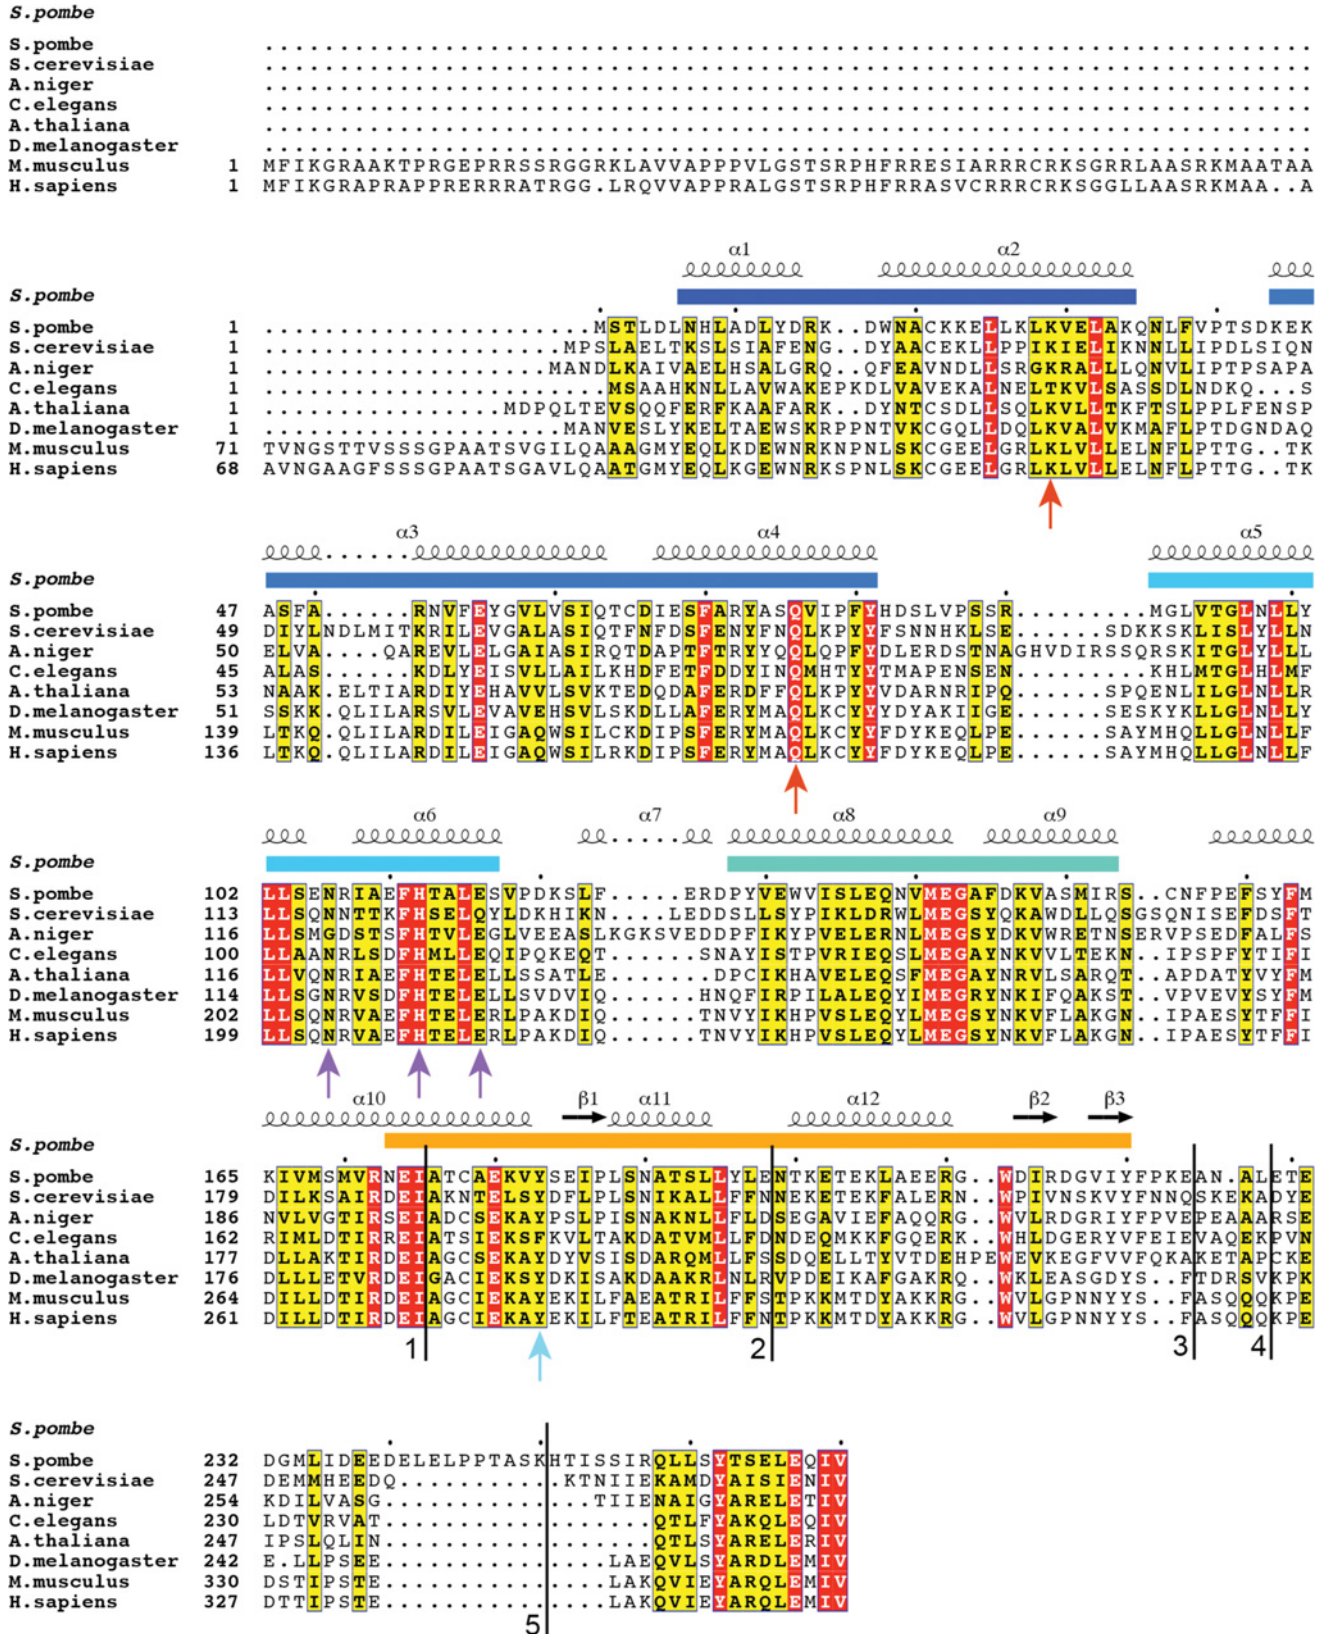 S.pombe
S.pombe ......................................................................
S.cerevisiae ......................................................................
A.niger ......................................................................
C.elegans ......................................................................
A.thaliana ......................................................................
D.melanogaster ......................................................................
M.musculus 1 MFIKGRAAKTPRGEPRRSSRGGRKLAVVAPPPVLGSTSRPHFRRESIARRRCRKSGRRLAASRKMAATAA
H.sapiens 1 MFIKGRAPRAPPRERRRATRGG.LRQVVAPPRALGSTSRPHFRRASVCRRRCRKSGGLLAASRKMAA..A
α1 α2
S.pombe
S.pombe 1 ......................MSTLDLNHLADLYDRK..DWNACKKELLKLKVELAKQNLFVPTSDKEK
S.cerevisiae 1 ....................MPSLAELTKSLSIAFENG..DYAACEKLLPPIKIELIKNNLLIPDLSIQN
A.niger 1 ...................MANDLKAIVAELHSALGRQ..QFEAVNDLLSRGKRALLLQNVLIPTPSAPA
C.elegans 1 .......................MSAAHKNLLAVWAKEPKDLVAVEKALNELTKVLSASSDLNDKQ...S
A.thaliana 1 ................MDPQLTEVSQQFERFKAAFARK..DYNTCSDLLSQLKVLLTKFTSLPPLFENSP
D.melanogaster 1 ....................MANVESLYKELTAEWSKRPPNTVKCGQLLDQLKVALVKMAFLPTDGNDAQ
M.musculus 71 TVNGSTTVSSSGPAATSVGILQAAAGMYEQLKDEWNRKNPNLSKCGEELGRLKLVLLELNFLPTTG..TK
H.sapiens 68 AVNGAAGFSSSGPAATSGAVLQAATGMYEQLKGEWNRKSPNLSKCGEELGRLKLVLLELNFLPTTG..TK
α3 α4 α5
S.pombe
S.pombe 47 ASFA......RNVFEYGVLVSIQTCDIESFARYASQVIPFYHDSLVPSSR.........MGLVTGLNLLY
S.cerevisiae 49 DIYLNDLMITKRILEVGALASIQTFNFDSFENYFNQLKPYYFSNNHKLSE......SDKKSKLISLYLLN
A.niger 50 ELVA....QAREVLELGAIASIRQTDAPTFTRYYQQLQPFYELERDSTNAGHVDIRSSQRSKITGLYLLL
C.elegans 45 ALAS......KDLYEISVLLAILKHDFETFDDYINQMHTYYTMAPENSEN.........KHLMTGLHLMF
A.thaliana 53 NAAK.ELTIARDIYEHAVVLSVKTEDQDAFERDFFQLKPYYVDARNRIPQ......SPQENLILGLNLLR
D.melanogaster 51 SSKK.QLILARSVLEVAVEHSVLSKDLLAFERYMAQLKCYYYDYAKIIGE......SESKYKLLGLNLLY
M.musculus 139 LTKQ.QLILARDILEIGAQWSILCKDIPSFERYMAQLKCYYFDYKEQLPE......SAYMHQLLGLNLLF
H.sapiens 136 LTKQ.QLILARDILEIGAQWSILRKDIPSFERYMAQLKCYYFDYKEQLPE......SAYMHQLLGLNLLF
α6 α7 α8 α9
S.pombe
S.pombe 102 LLSENRIAEFHTALESVPDKSLF.....ERDPYVEWVISLEQNVMEGAFDKVASMIRS..CNFPEFSYFM
S.cerevisiae 113 LLSQNNTTKFHSELQYLDKHIKN....LEDDSLLSYPIKLDRWLMEGSYQKAWDLLQSGSQNISEFDSFT
A.niger 116 LLSMGDTSTSFHTVLEGLVEEASLKGKSVEDDPFIKYPVELERNLMEGSYDKVWRETNSERVPSEDFALFS
C.elegans 100 LLAANRLSDFHMLLEQIPQKEQT......SNAYISTPVRIEQSLMEGAYNKVVLTEKN..IPSPFYTIFI
A.thaliana 116 LLVQNRIAEFHTELELLSSATLE......DPCIKHAVELEQSFMEGAYNRVLSARQT..APDATYVYFM
D.melanogaster 114 LLSGNRVSDFHTELELLSVDVIQ......HNQFIRPILALEQYIMEGRYNKIFQAKST..VPVEVYSYFM
M.musculus 202 LLSQNRVAEFHTELERLPAKDIQ......TNVYIKHPVSLEQYLMEGSYNKVFLAKGN..IPAESYTFFI
H.sapiens 199 LLSQNRVAEFHTELERLPAKDIQ......TNVYIKHPVSLEQYLMEGSYNKVFLAKGN..IPAESYTFFI
α10 β1 α11 α12 β2 β3
S.pombe
S.pombe 165 KIVMSMVRNEIATCAEKVYSEIPLSNATSLLYLENTKETEKLAEERG..WDIRDGVIYFPKEAN.ALETE
S.cerevisiae 179 DILKSAIRDEIAKNTELSYDFLPLSNIKALLFFNNEKETEKFALERN..WPIVNSKVYFNNQSKEKADYE
A.niger 186 NVLVGTIRSEIADCSEKAYPSLPISNAKNLLFLDSEGAVIEFAQQRG..WVLRDGRIYFPVEPEAAARSE
C.elegans 162 RIMLDTIRREIATSIEKSFKVLTAKDATVMLLFDNDEQMKKFGQERK..WHLDGERYVFEIEVAQEKPVN
A.thaliana 177 DLLAKTIRDEIAGCSEKAYDYVSISDARQMLLFSSDQELLTYVTDEHPEWEVKEGFVVFQKAKETAPCKE
D.melanogaster 176 DLLLETVRDEIGACIEKSYDKISAKDAAKRLNLRVPDEIKAFGAKRQ..WKLEASGDYS..FTDRSVKPK
M.musculus 264 DILLDTIRDEIAGCIEKAYEKILFAEATRILFFSTPKKMTDYAKKRG..WVLGPNNYYS..FASQQQKPE
H.sapiens 261 DILLDTIRDEIAGCIEKAYEKILFTEATRILFFNTPKKMTDYAKKRG..WVLGPNNYYS..FASQQQKPE
1 2 3 4
S.pombe
S.pombe 232 DGMLIDEEDELELPPTASKHTISSIRQLLSYTSELEQIV
S.cerevisiae 247 DEMMHEEDQ...........KTNIIEKAMDYAISIENIV
A.niger 254 KDILVASG..............TIIENAIGYARELETIV
C.elegans 230 LDTVRVAT..................QTLFYAKQLEQIV
A.thaliana 247 IPSLQLIN..................QTLSYARELERIV
D.melanogaster 242 E.LLPSEE...............LAEQVLSYARDLEMIV
M.musculus 330 DSTIPSTE...............LAKQVIEYARQLEMIV
H.sapiens 327 DTTIPSTE...............LAKQVIEYARQLEMIV
5